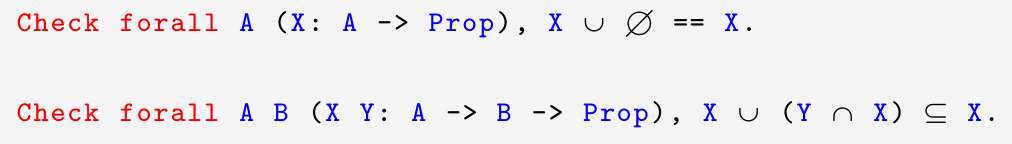 Check forall A (X: A -> Prop), X ∪ ∅ == X.
Check forall A B (X Y: A -> B -> Prop), X ∪ (Y ∩ X) ⊆ X.